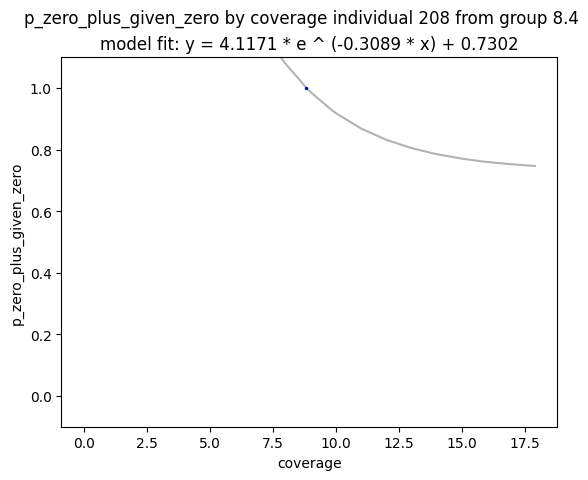 p_zero_plus_given_zero by coverage individual 208 from group 8.4
model fit: y = 4.1171 * e ^ (-0.3089 * x) + 0.7302
p_zero_plus_given_zero
1.0
0.8
0.6
0.4
0.2
0.0
0.0 2.5 5.0 7.5 10.0 12.5 15.0 17.5
coverage